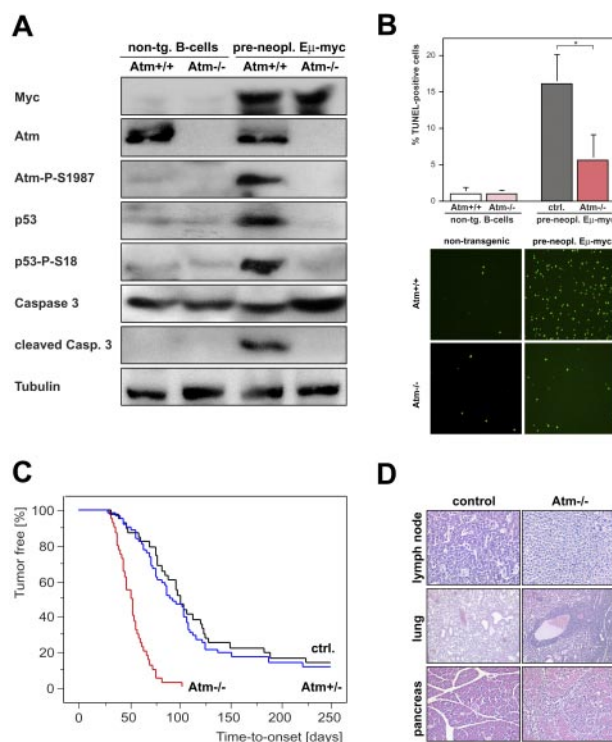 A
non-tg. B-cells pre-neopl. Eμ-myc
Atm+/+ Atm-/- Atm+/+ Atm-/-
Myc
Atm
Atm-P-S1987
p53
p53-P-S18
Caspase 3
cleaved Casp. 3
Tubulin
B
% TUNEL-positive cells
20
15
10
5
0
*
Atm+/+ Atm-/- ctrl. Atm-/-
non-tg. B-cells pre-neopl. Eμ-myc
non-transgenic pre-neopl. Eμ-myc
Atm+/+
Atm-/-
C
Tumor free [%]
100
80
60
40
20
0
ctrl.
Atm-/- Atm+/-
0 50 100 150 200 250
Time-to-onset [days]
D
control Atm-/-
lymph node
lung
pancreas